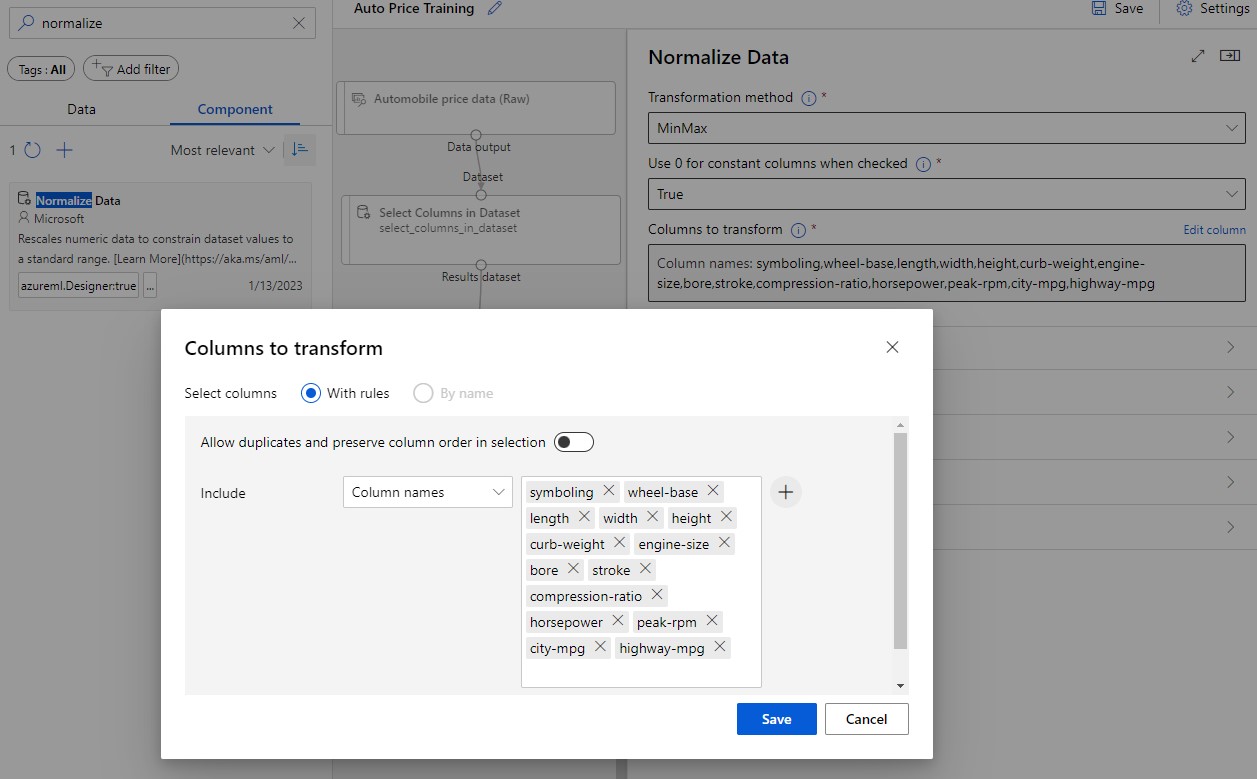 normalize
Tags : All
Add filter
Data
Component
1
Most relevant
Normalize Data
Microsoft
Rescales numeric data to constrain dataset values to
a standard range. [Learn More](https://aka.ms/aml/...
azureml.Designer:true
...
1/13/2023
Auto Price Training
Save
Settings
Automobile price data (Raw)
Data output
Dataset
Select Columns in Dataset
select_columns_in_dataset
Results dataset
Normalize Data
Transformation method *
MinMax
Use 0 for constant columns when checked *
True
Columns to transform *
Edit column
Column names: symboling,wheel-base,length,width,height,curb-weight,engine-
size,bore,stroke,compression-ratio,horsepower,peak-rpm,city-mpg,highway-mpg
Columns to transform
Select columns
With rules
By name
Allow duplicates and preserve column order in selection
Include
Column names
symboling wheel-base
length width height
curb-weight engine-size
bore stroke
compression-ratio
horsepower peak-rpm
city-mpg highway-mpg
Save
Cancel